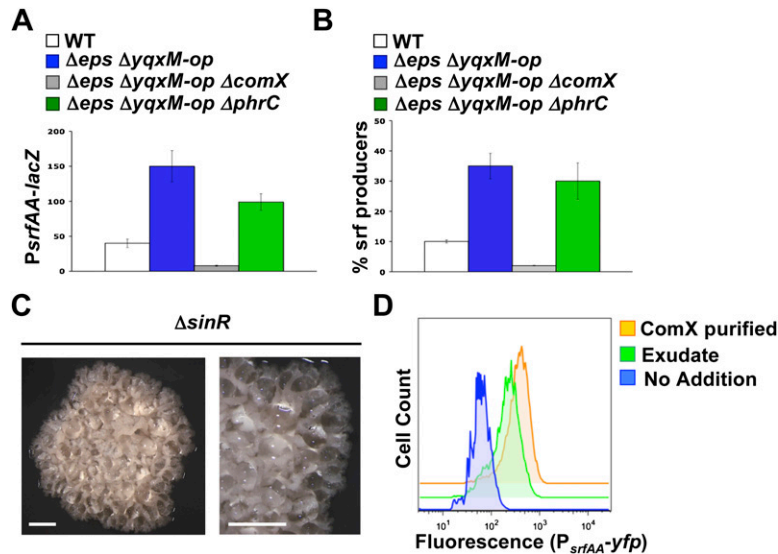 A
WT
Δeps ΔyqxM-op
Δeps ΔyqxM-op ΔcomX
Δeps ΔyqxM-op ΔphrC
PsrfAA-lacZ
200
150
100
50
0
B
WT
Δeps ΔyqxM-op
Δeps ΔyqxM-op ΔcomX
Δeps ΔyqxM-op ΔphrC
% srf producers
50
40
30
20
10
0
C
ΔsinR
D
ComX purified
Exudate
No Addition
Cell Count
10¹ 10² 10³ 10⁴
Fluorescence (PsrfAA-yfp)